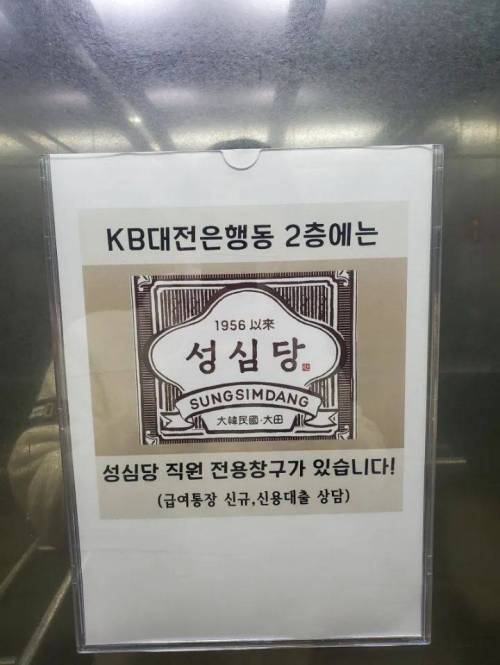 KB대전은행동 2층에는
1956 以來
성심당
SUNGSIMDANG
大韓民國·大田
성심당 직원 전용창구가 있습니다!
(급여통장 신규,신용대출 상담)